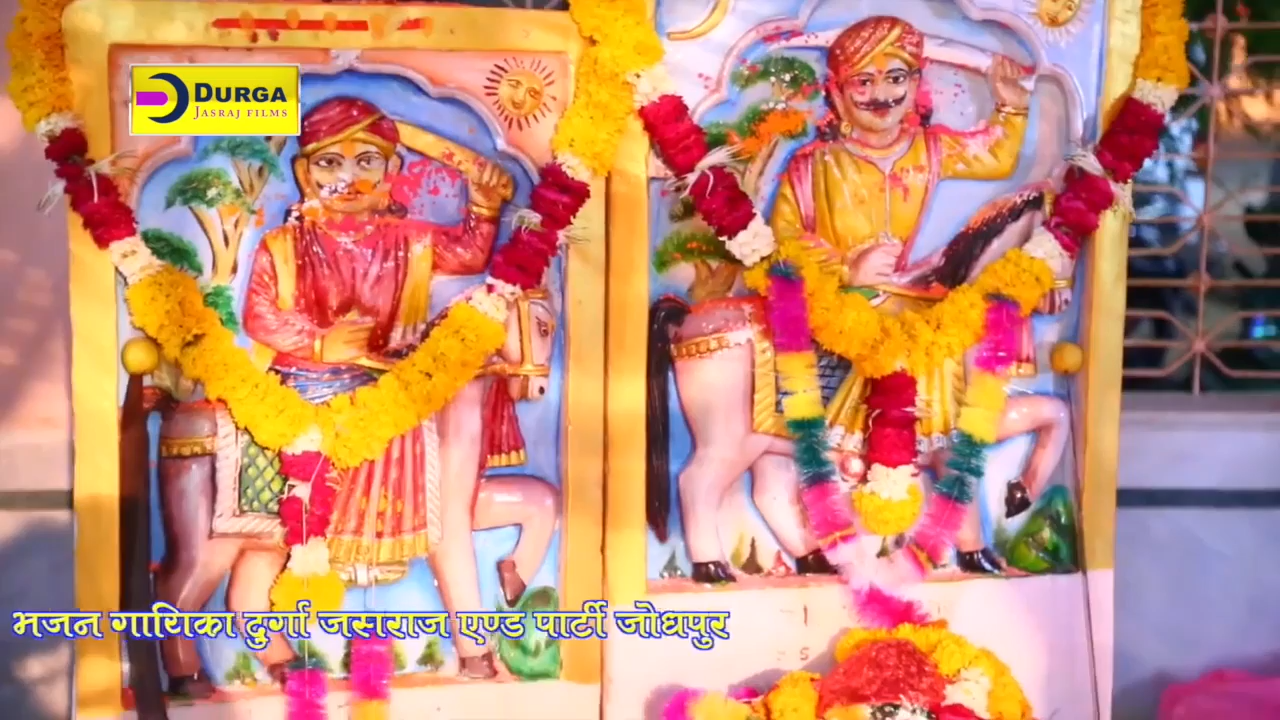 DURGA
JASRAJ FILMS
भजन गायिका दुर्गा जसराज एण्ड पार्टी जोधपुर